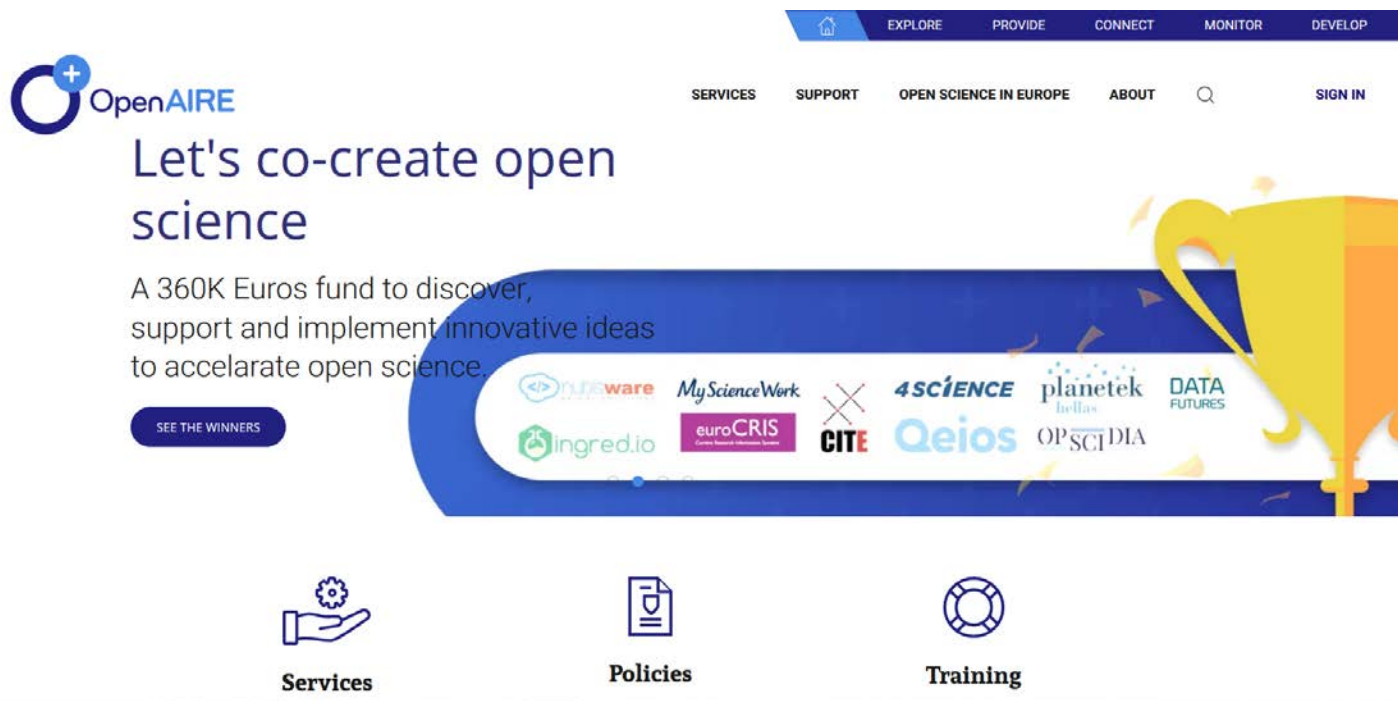 EXPLORE PROVIDE CONNECT MONITOR DEVELOP
OpenAIRE
SERVICES SUPPORT OPEN SCIENCE IN EUROPE ABOUT SIGN IN
Let's co-create open
science
A 360K Euros fund to discover,
support and implement innovative ideas
to accelarate open science.
SEE THE WINNERS
MyScienceWork
4SCIENCE
planetek
hellas
DATA
FUTURES
ingred.io
euroCRIS
CITE
Qeios
OPSCIDIA
Services
Policies
Training